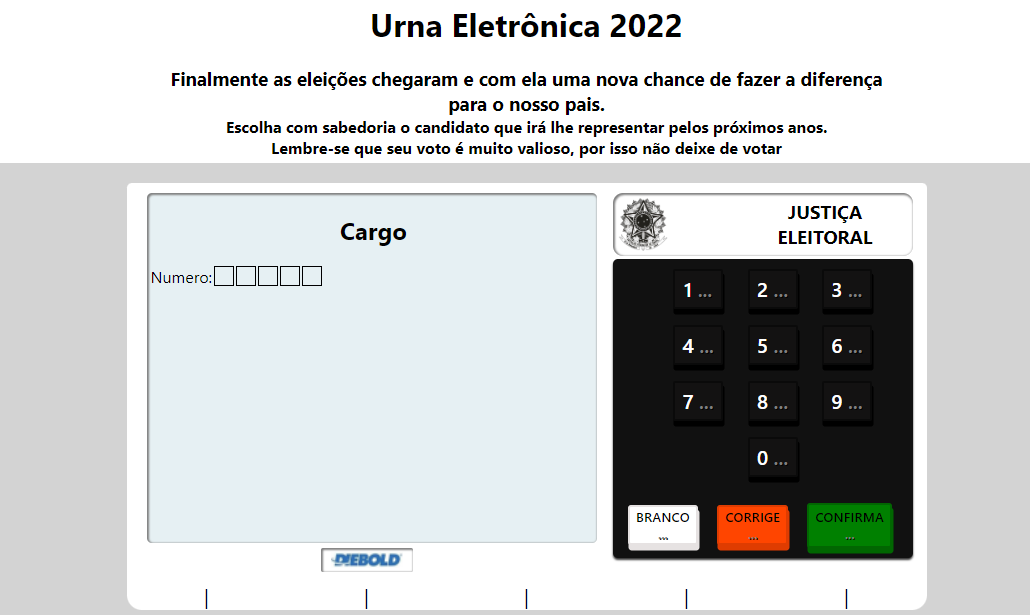 Urna Eletrônica 2022
Finalmente as eleições chegaram e com ela uma nova chance de fazer a diferença
para o nosso pais.
Escolha com sabedoria o candidato que irá lhe representar pelos próximos anos.
Lembre-se que seu voto é muito valioso, por isso não deixe de votar
Cargo
Numero:
DIEBOLD
JUSTIÇA
ELEITORAL
1 ... 2 ... 3 ...
4 ... 5 ... 6 ...
7 ... 8 ... 9 ...
0 ...
BRANCO CORRIGE CONFIRMA
... ... ...